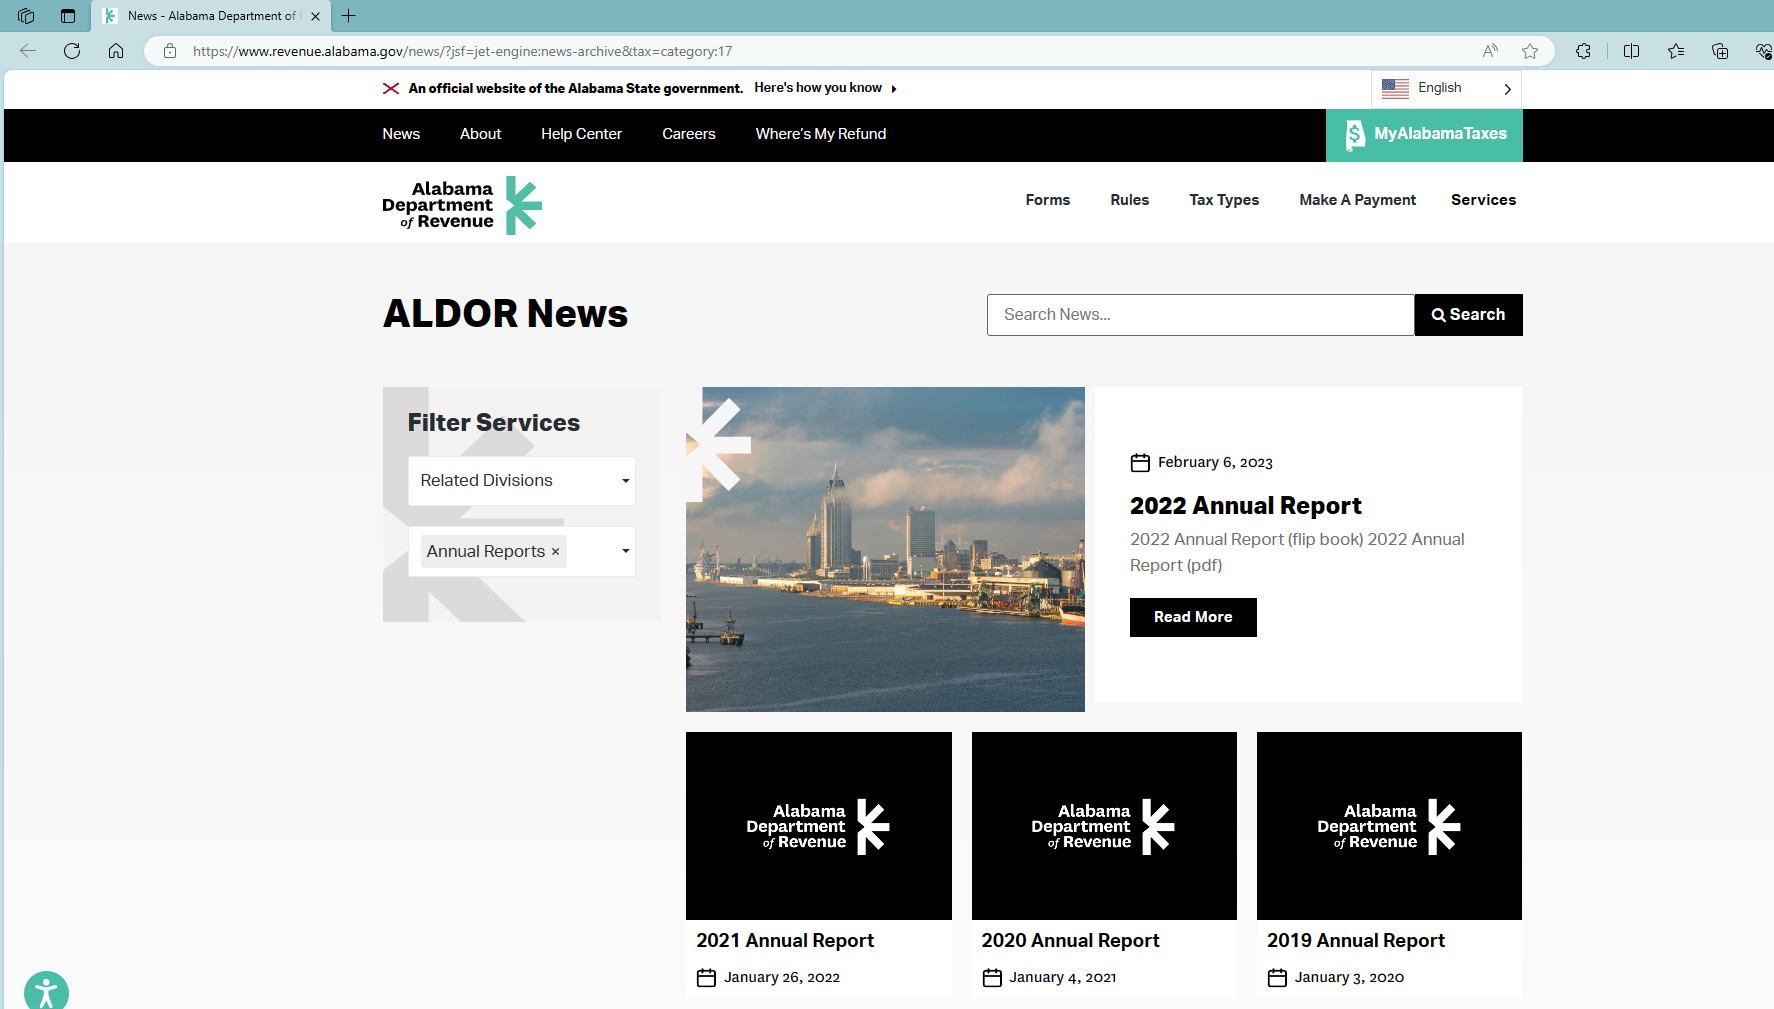 News - Alabama Department of
https://www.revenue.alabama.gov/news/?jsf=jet-engine:news-archive&tax=category:17
An official website of the Alabama State government. Here's how you know
English
News About Help Center Careers Where's My Refund
MyAlabamaTaxes
Alabama
Department
of Revenue
Forms Rules Tax Types Make A Payment Services
ALDOR News
Search News...
Search
Filter Services
Related Divisions
Annual Reports ×
February 6, 2023
2022 Annual Report
2022 Annual Report (flip book) 2022 Annual
Report (pdf)
Read More
Alabama
Department
of Revenue
2021 Annual Report
January 26, 2022
Alabama
Department
of Revenue
2020 Annual Report
January 4, 2021
Alabama
Department
of Revenue
2019 Annual Report
January 3, 2020